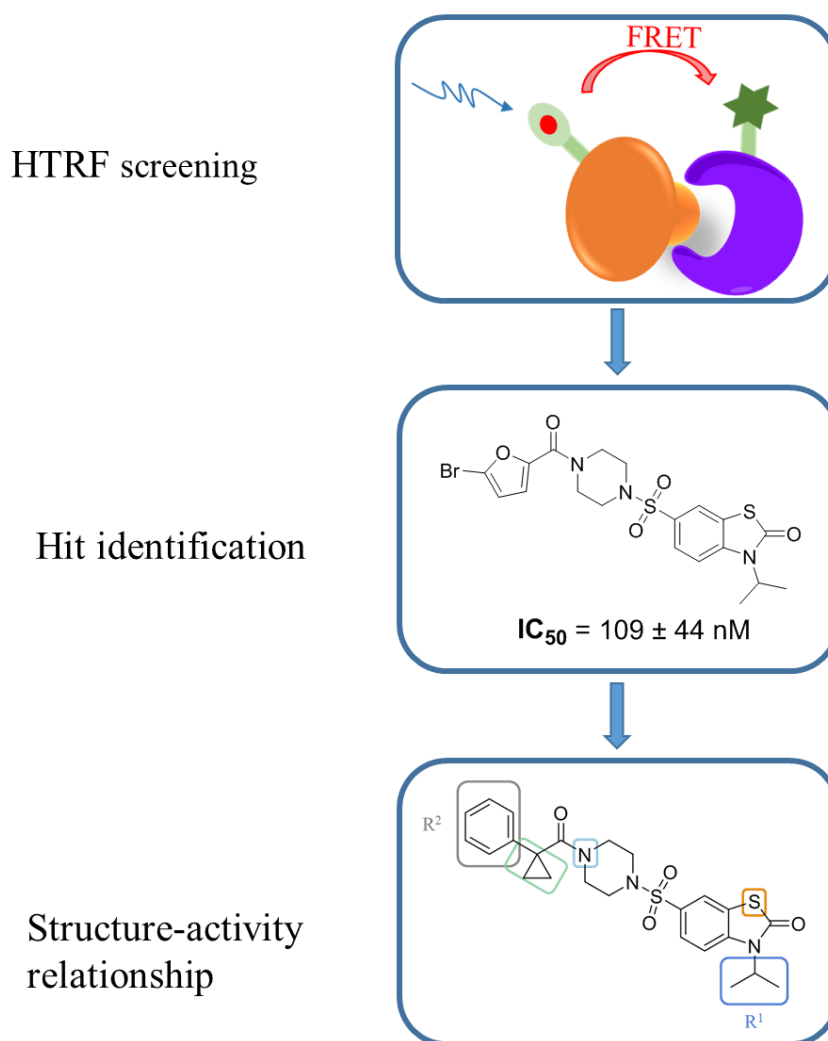 FRET
HTRF screening
O
Br
O
N
N
O
S
O
S
O
N
Hit identification
IC50 = 109 ± 44 nM
R2
O
N
N
O
S
O
S
O
N
R1
Structure-activity
relationship